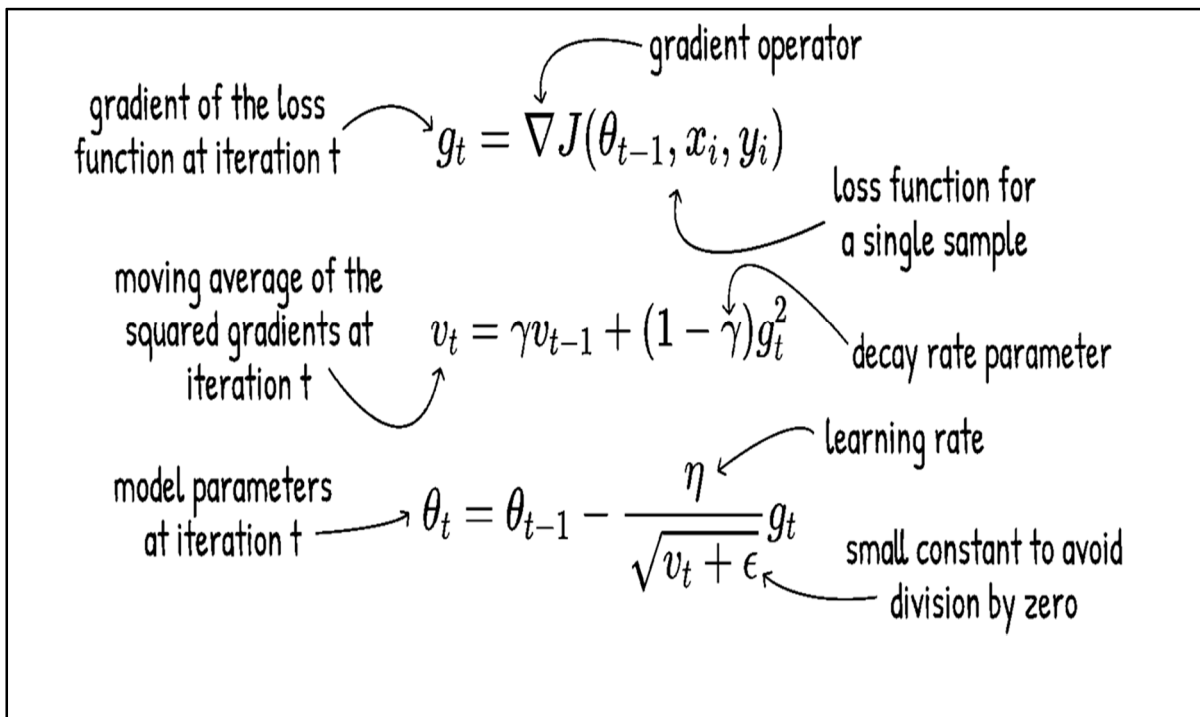 gradient operator
gradient of the loss
function at iteration t
g_t = ∇J(θ_{t−1}, x_i, y_i)
loss function for
a single sample
moving average of the
squared gradients at
iteration t
v_t = γv_{t−1} + (1 − γ)g_t^2
decay rate parameter
learning rate
model parameters
at iteration t
θ_t = θ_{t−1} − \frac{η}{\sqrt{v_t + ϵ}} g_t
small constant to avoid
division by zero